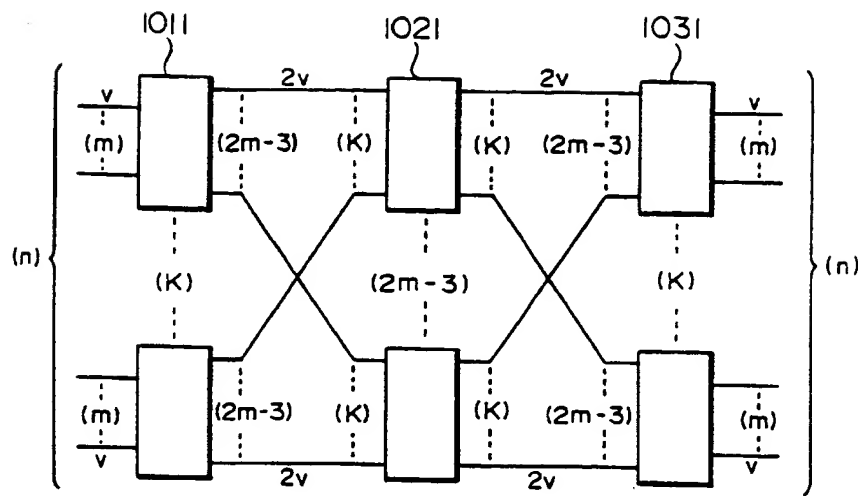 1011 1021 1031
v 2v 2v v
(m) (2m-3) (K) (K) (2m-3) (m)
(n) (K) (2m-3) (K) (n)
(m) (2m-3) (K) (K) (2m-3) (m)
v 2v 2v v